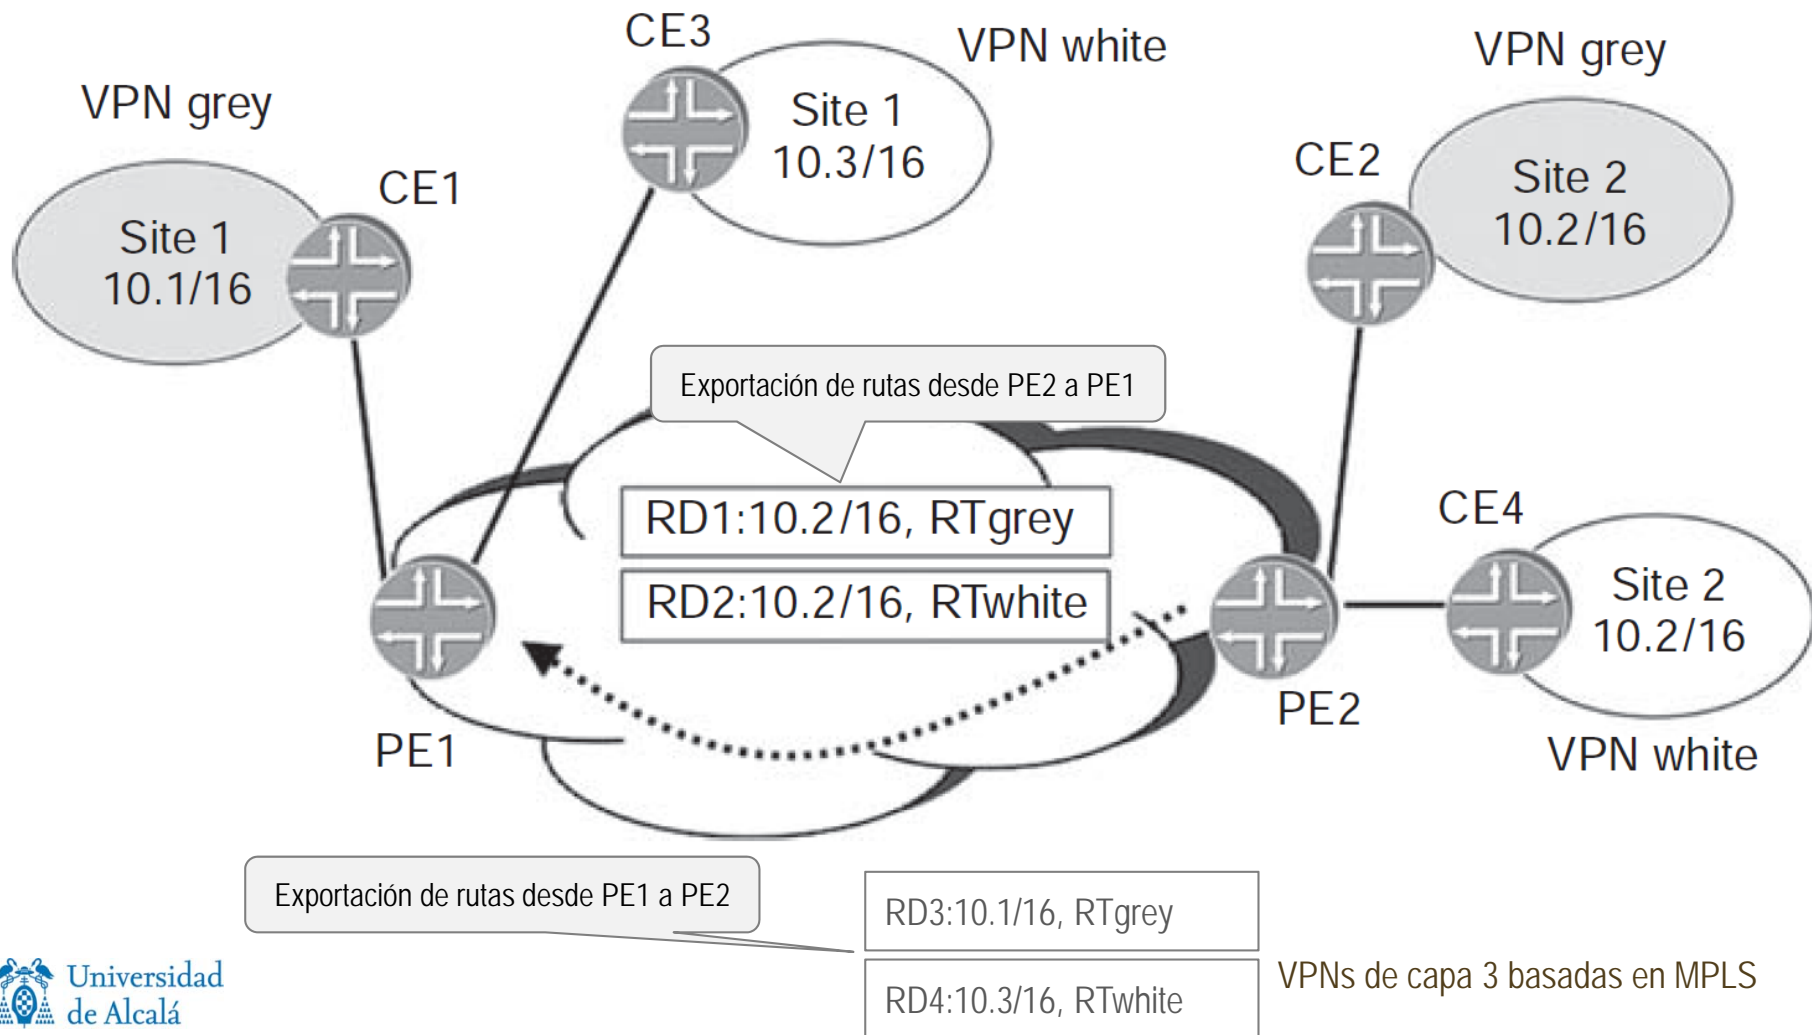 CE3
VPN white
VPN grey
VPN grey
Site 1
10.3/16
CE1
CE2
Site 2
10.2/16
Site 1
10.1/16
Exportación de rutas desde PE2 a PE1
RD1:10.2/16, RTgrey
CE4
RD2:10.2/16, RTwhite
Site 2
10.2/16
PE1
PE2
VPN white
Exportación de rutas desde PE1 a PE2
RD3:10.1/16, RTgrey
RD4:10.3/16, RTwhite
VPNs de capa 3 basadas en MPLS
Universidad
de Alcalá